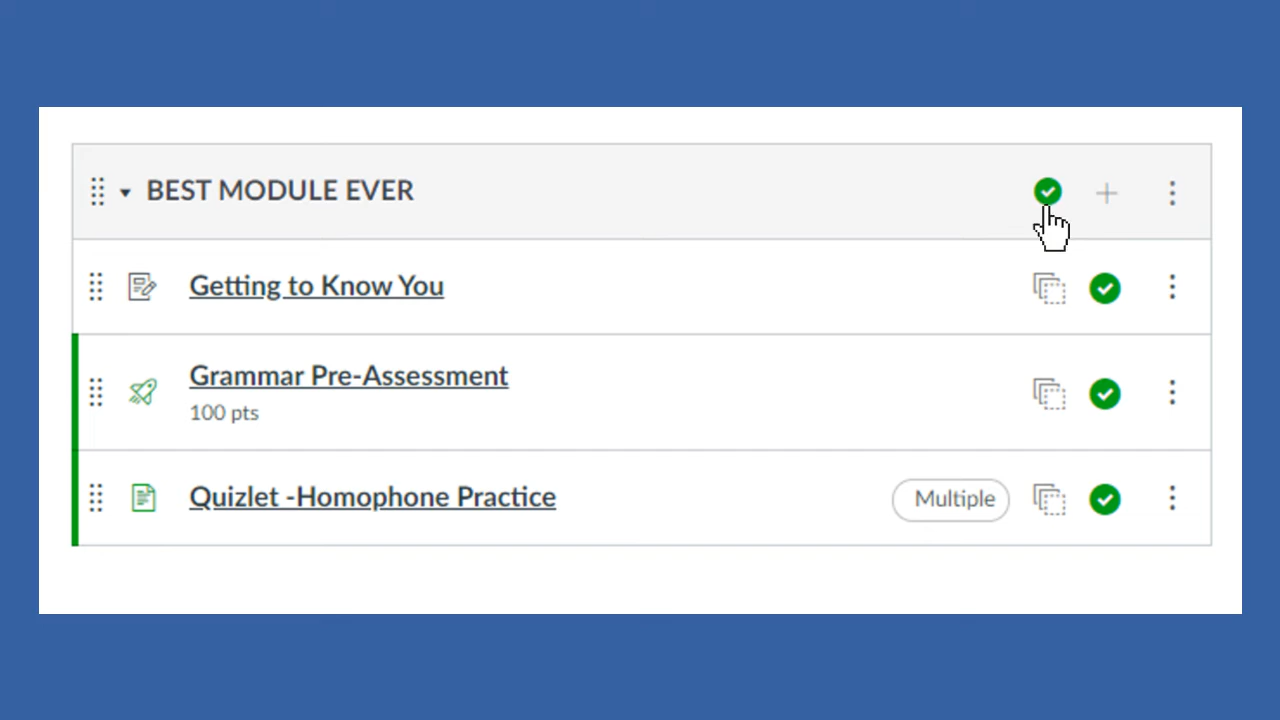 BEST MODULE EVER
Getting to Know You
Grammar Pre-Assessment
100 pts
Quizlet -Homophone Practice
Multiple